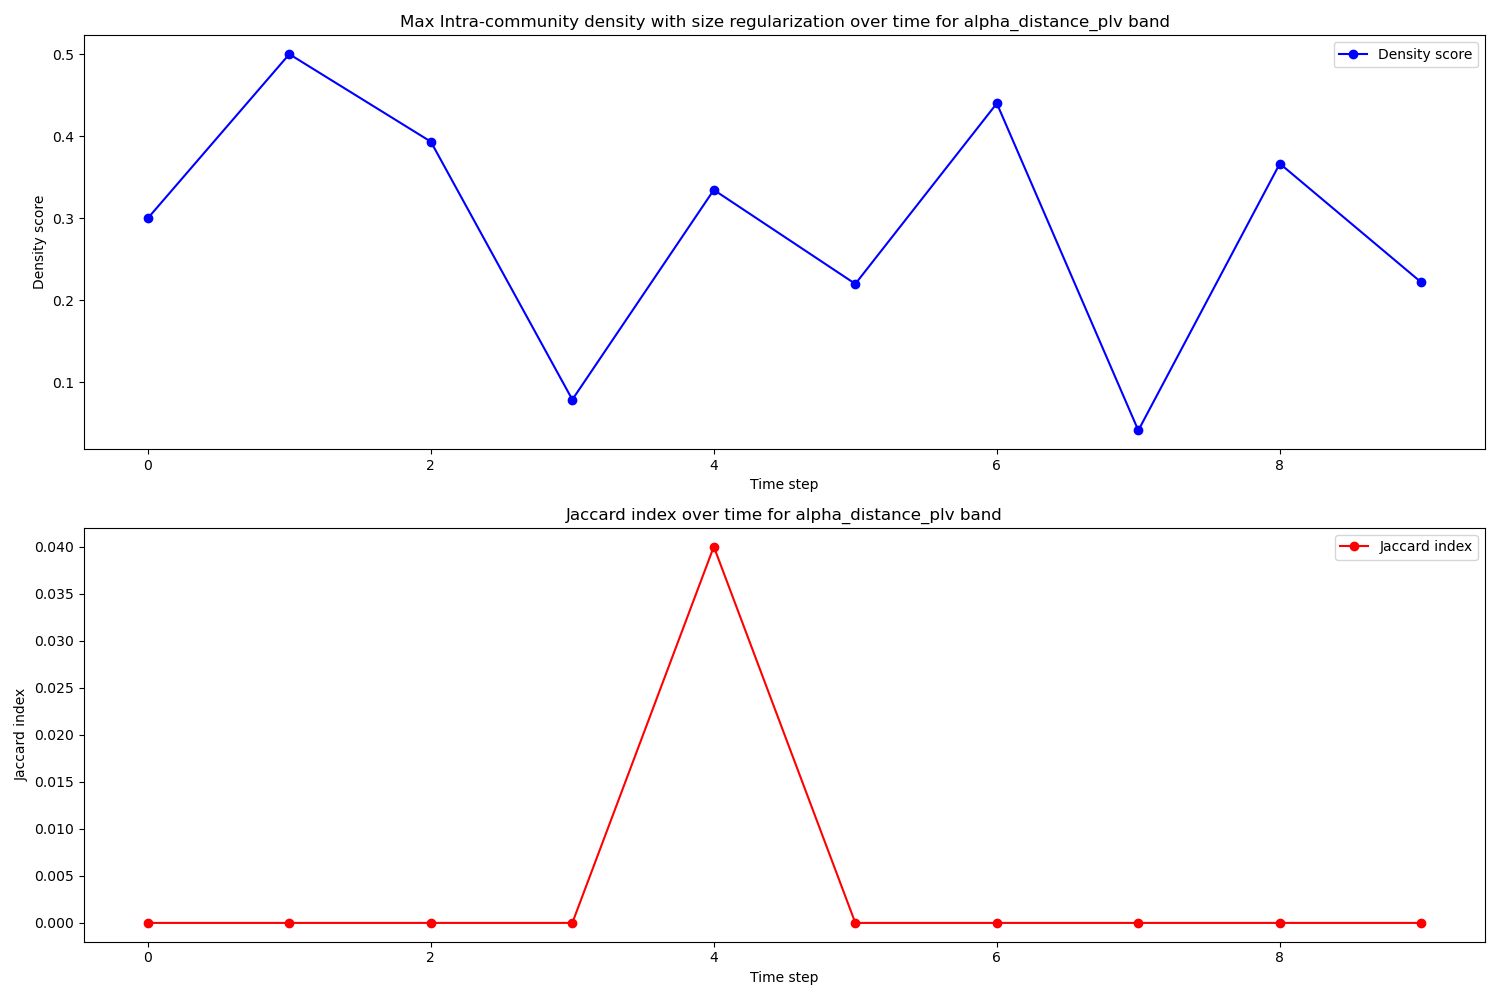 Max Intra-community density with size regularization over time for alpha_distance_plv band
Density score
0.5
0.4
0.3
0.2
0.1
Density score
0 2 4 6 8
Time step
Jaccard index over time for alpha_distance_plv band
Jaccard index
0.040
0.035
0.030
0.025
0.020
0.015
0.010
0.005
0.000
Jaccard index
0 2 4 6 8
Time step